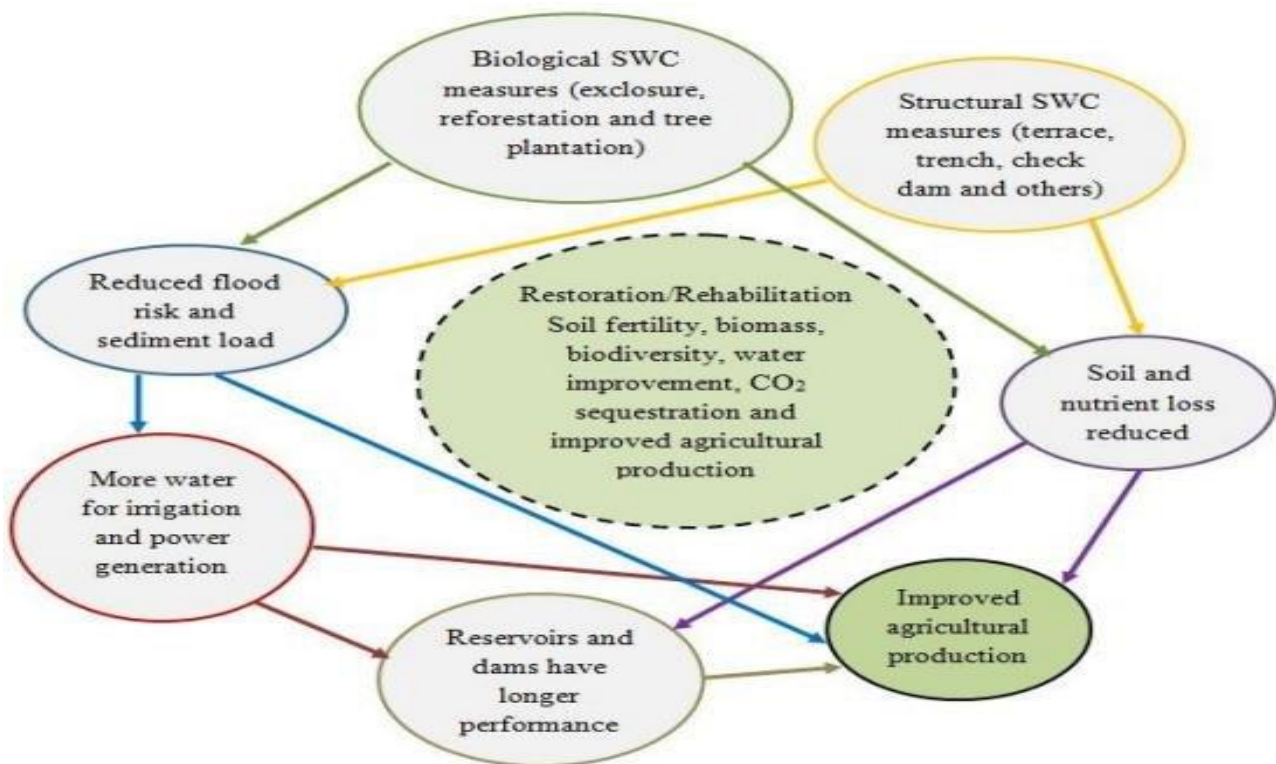 Biological SWC
measures (exclosure,
reforestation and tree
plantation)
Structural SWC
measures (terrace,
trench, check
dam and others)
Reduced flood
risk and
sediment load
Restoration/Rehabilitation
Soil fertility, biomass,
biodiversity, water
improvement, CO₂
sequestration and
improved agricultural
production
Soil and
nutrient loss
reduced
More water
for irrigation
and power
generation
Reservoirs and
dams have
longer
performance
Improved
agricultural
production